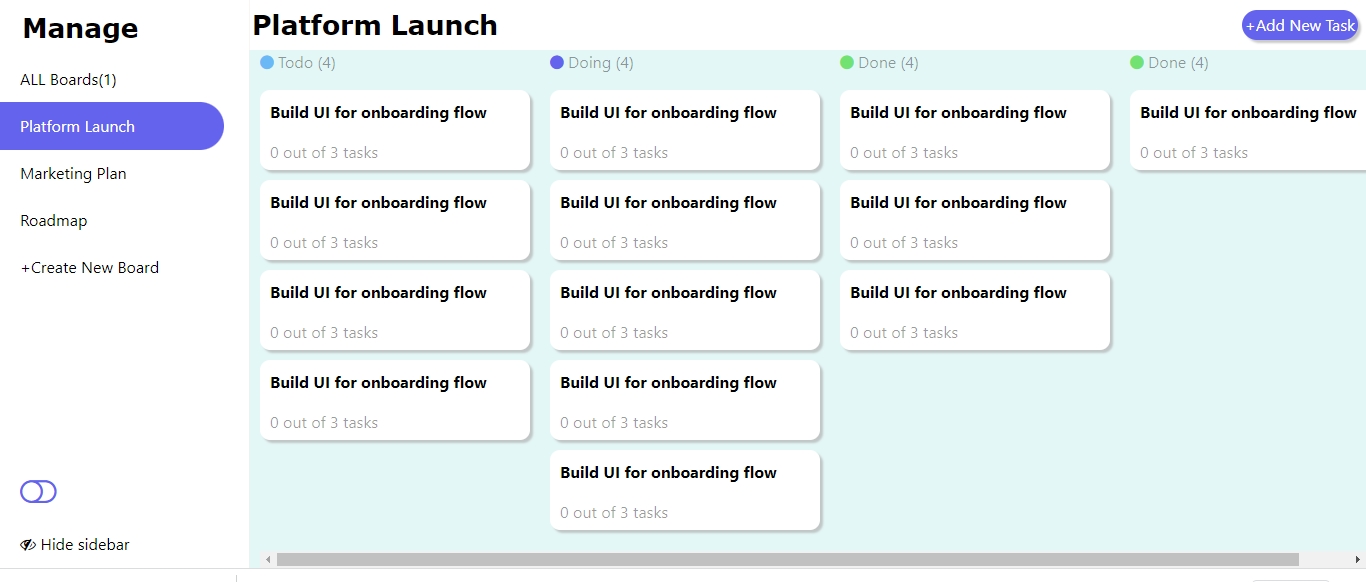 Manage
ALL Boards(1)
Platform Launch
Marketing Plan
Roadmap
+Create New Board
Hide sidebar
Platform Launch
+Add New Task
Todo (4)
Build UI for onboarding flow
0 out of 3 tasks
Build UI for onboarding flow
0 out of 3 tasks
Build UI for onboarding flow
0 out of 3 tasks
Build UI for onboarding flow
0 out of 3 tasks
Doing (4)
Build UI for onboarding flow
0 out of 3 tasks
Build UI for onboarding flow
0 out of 3 tasks
Build UI for onboarding flow
0 out of 3 tasks
Build UI for onboarding flow
0 out of 3 tasks
Build UI for onboarding flow
0 out of 3 tasks
Done (4)
Build UI for onboarding flow
0 out of 3 tasks
Build UI for onboarding flow
0 out of 3 tasks
Build UI for onboarding flow
0 out of 3 tasks
Done (4)
Build UI for onboarding flow
0 out of 3 tasks